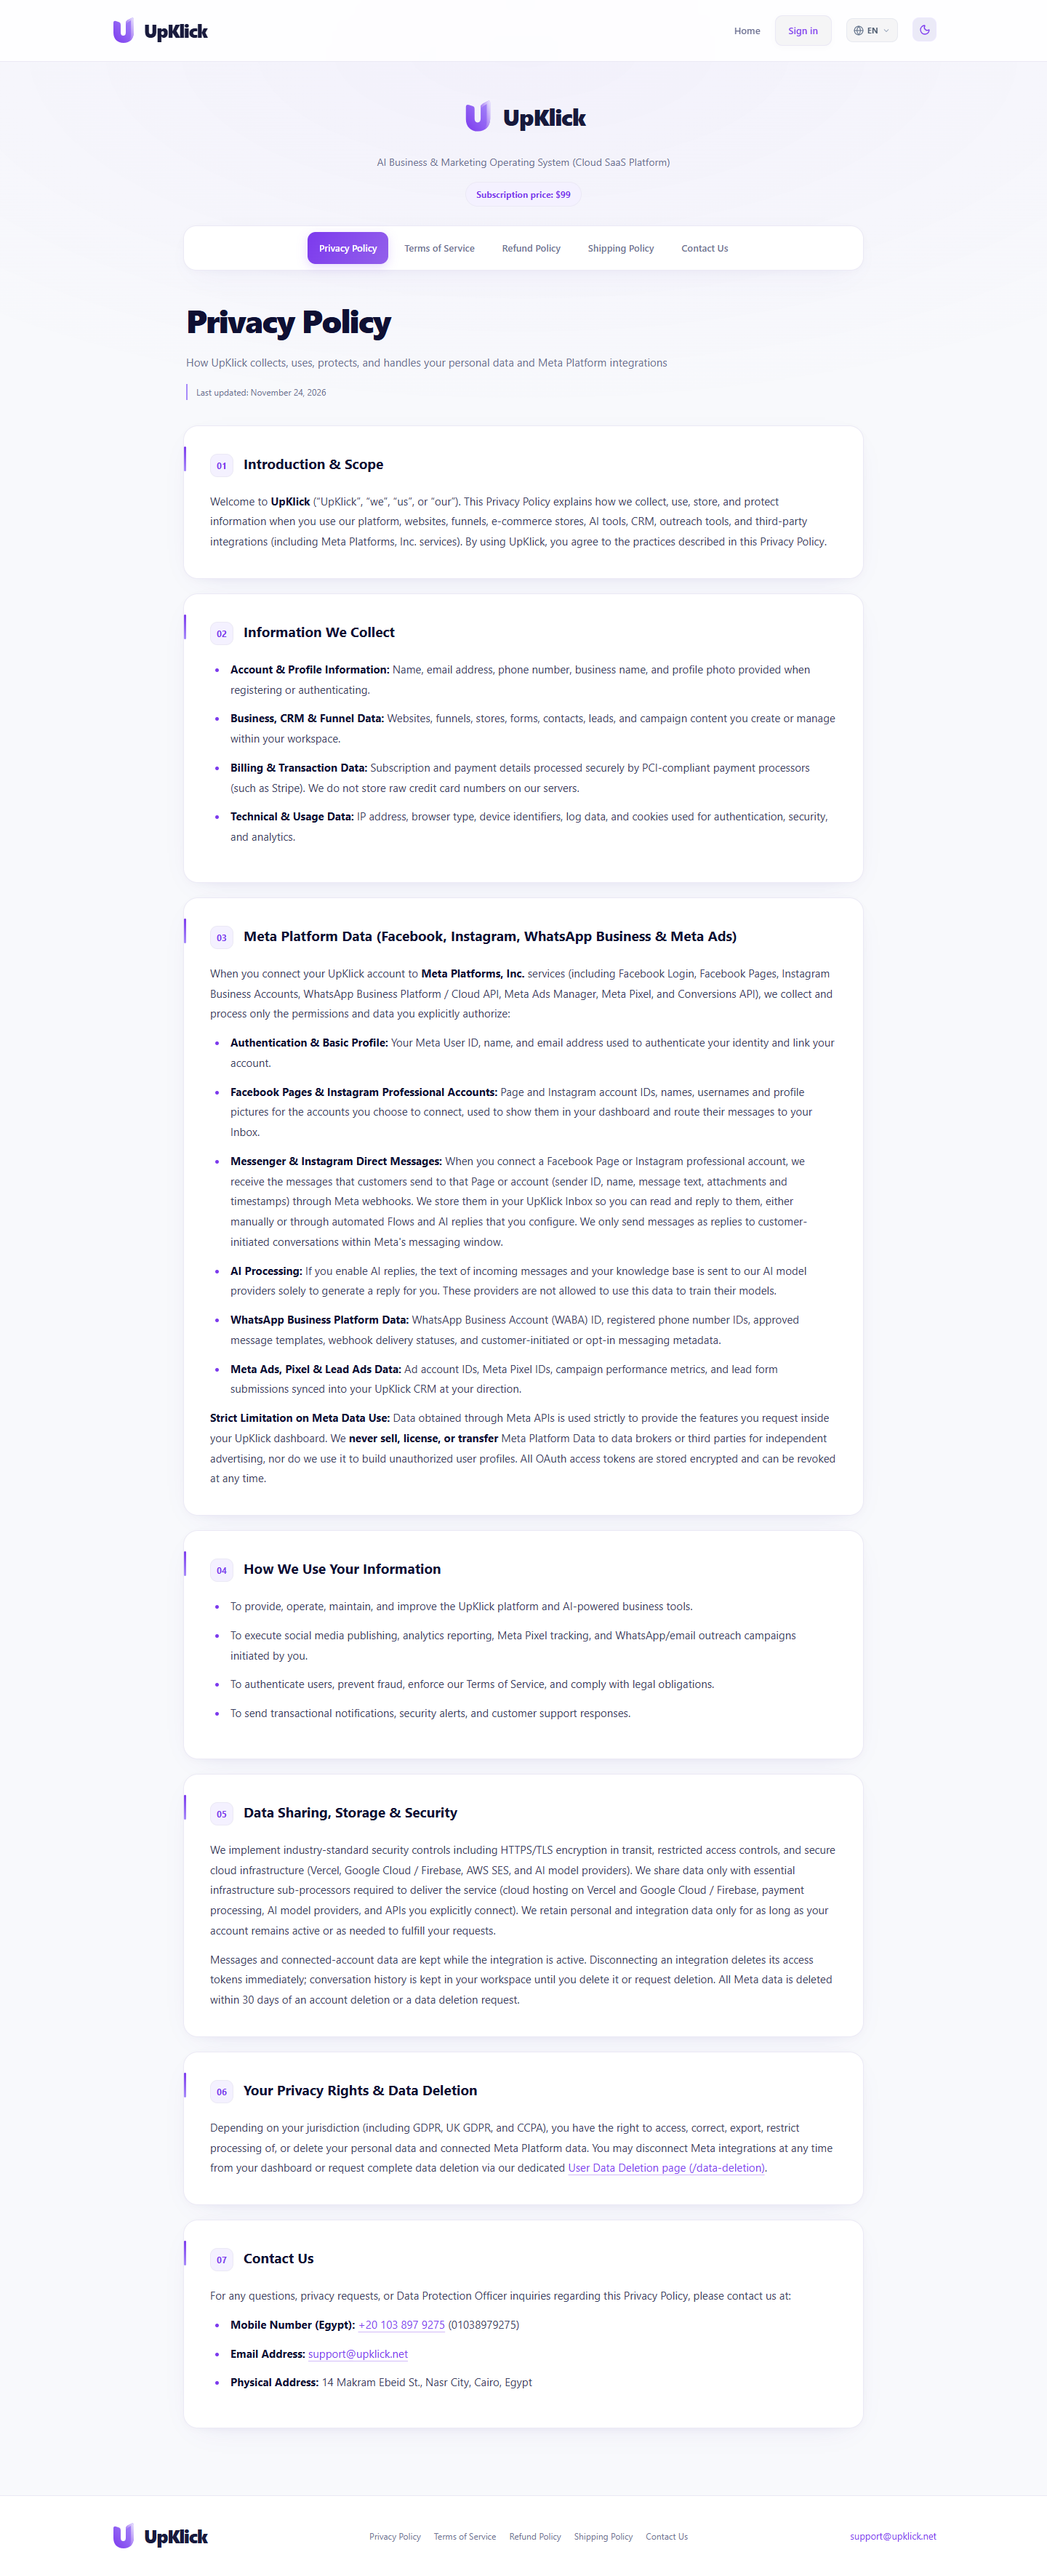 UpKlick
Home
Sign in
EN
UpKlick
AI Business & Marketing Operating System (Cloud SaaS Platform)
Subscription price: $99
Privacy Policy
Terms of Service
Refund Policy
Shipping Policy
Contact Us
Privacy Policy
How UpKlick collects, uses, protects, and handles your personal data and Meta Platform integrations
Last updated: November 24, 2026
01
Introduction & Scope
Welcome to UpKlick (“UpKlick”, “we”, “us”, or “our”). This Privacy Policy explains how we collect, use, store, and protect
information when you use our platform, websites, funnels, e-commerce stores, AI tools, CRM, outreach tools, and third-party
integrations (including Meta Platforms, Inc. services). By using UpKlick, you agree to the practices described in this Privacy Policy.
02
Information We Collect
• Account & Profile Information: Name, email address, phone number, business name, and profile photo provided when
registering or authenticating.
• Business, CRM & Funnel Data: Websites, funnels, stores, forms, contacts, leads, and campaign content you create or manage
within your workspace.
• Billing & Transaction Data: Subscription and payment details processed securely by PCI-compliant payment processors
(such as Stripe). We do not store raw credit card numbers on our servers.
• Technical & Usage Data: IP address, browser type, device identifiers, log data, and cookies used for authentication, security,
and analytics.
03
Meta Platform Data (Facebook, Instagram, WhatsApp Business & Meta Ads)
When you connect your UpKlick account to Meta Platforms, Inc. services (including Facebook Login, Facebook Pages, Instagram
Business Accounts, WhatsApp Business Platform / Cloud API, Meta Ads Manager, Meta Pixel, and Conversions API), we collect and
process only the permissions and data you explicitly authorize:
• Authentication & Basic Profile: Your Meta User ID, name, and email address used to authenticate your identity and link your
account.
• Facebook Pages & Instagram Professional Accounts: Page and Instagram account IDs, names, usernames and profile
pictures for the accounts you choose to connect, used to show them in your dashboard and route their messages to your
Inbox.
• Messenger & Instagram Direct Messages: When you connect a Facebook Page or Instagram professional account, we
receive the messages that customers send to that Page or account (sender ID, name, message text, attachments and
timestamps) through Meta webhooks. We store them in your UpKlick Inbox so you can read and reply to them, either
manually or through automated Flows and AI replies that you configure. We only send messages as replies to customer-
initiated conversations within Meta's messaging window.
• AI Processing: If you enable AI replies, the text of incoming messages and your knowledge base is sent to our AI model
providers solely to generate a reply for you. These providers are not allowed to use this data to train their models.
• WhatsApp Business Platform Data: WhatsApp Business Account (WABA) ID, registered phone number IDs, approved
message templates, webhook delivery statuses, and customer-initiated or opt-in messaging metadata.
• Meta Ads, Pixel & Lead Ads Data: Ad account IDs, Meta Pixel IDs, campaign performance metrics, and lead form
submissions synced into your UpKlick CRM at your direction.
Strict Limitation on Meta Data Use: Data obtained through Meta APIs is used strictly to provide the features you request inside
your UpKlick dashboard. We never sell, license, or transfer Meta Platform Data to data brokers or third parties for independent
advertising, nor do we use it to build unauthorized user profiles. All OAuth access tokens are stored encrypted and can be revoked
at any time.
04
How We Use Your Information
• To provide, operate, maintain, and improve the UpKlick platform and AI-powered business tools.
• To execute social media publishing, analytics reporting, Meta Pixel tracking, and WhatsApp/email outreach campaigns
initiated by you.
• To authenticate users, prevent fraud, enforce our Terms of Service, and comply with legal obligations.
• To send transactional notifications, security alerts, and customer support responses.
05
Data Sharing, Storage & Security
We implement industry-standard security controls including HTTPS/TLS encryption in transit, restricted access controls, and secure
cloud infrastructure (Vercel, Google Cloud / Firebase, AWS SES, and AI model providers). We share data only with essential
infrastructure sub-processors required to deliver the service (cloud hosting on Vercel and Google Cloud / Firebase, payment
processing, AI model providers, and APIs you explicitly connect). We retain personal and integration data only for as long as your
account remains active or as needed to fulfill your requests.
Messages and connected-account data are kept while the integration is active. Disconnecting an integration deletes its access
tokens immediately; conversation history is kept in your workspace until you delete it or request deletion. All Meta data is deleted
within 30 days of an account deletion or a data deletion request.
06
Your Privacy Rights & Data Deletion
Depending on your jurisdiction (including GDPR, UK GDPR, and CCPA), you have the right to access, correct, export, restrict
processing of, or delete your personal data and connected Meta Platform data. You may disconnect Meta integrations at any time
from your dashboard or request complete data deletion via our dedicated User Data Deletion page (/data-deletion).
07
Contact Us
For any questions, privacy requests, or Data Protection Officer inquiries regarding this Privacy Policy, please contact us at:
• Mobile Number (Egypt): +20 103 897 9275 (01038979275)
• Email Address: support@upklick.net
• Physical Address: 14 Makram Ebeid St., Nasr City, Cairo, Egypt
UpKlick
Privacy Policy
Terms of Service
Refund Policy
Shipping Policy
Contact Us
support@upklick.net